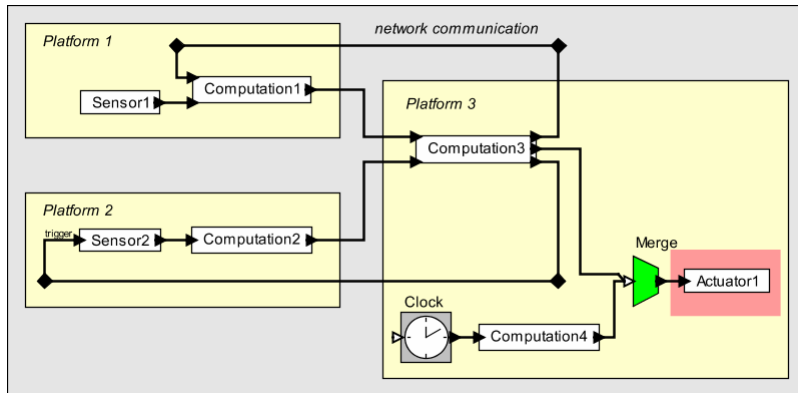 network communication
Platform 1
Sensor1
Computation1
Platform 3
Computation3
Platform 2
trigger
Sensor2
Computation2
Merge
Actuator1
Clock
Computation4